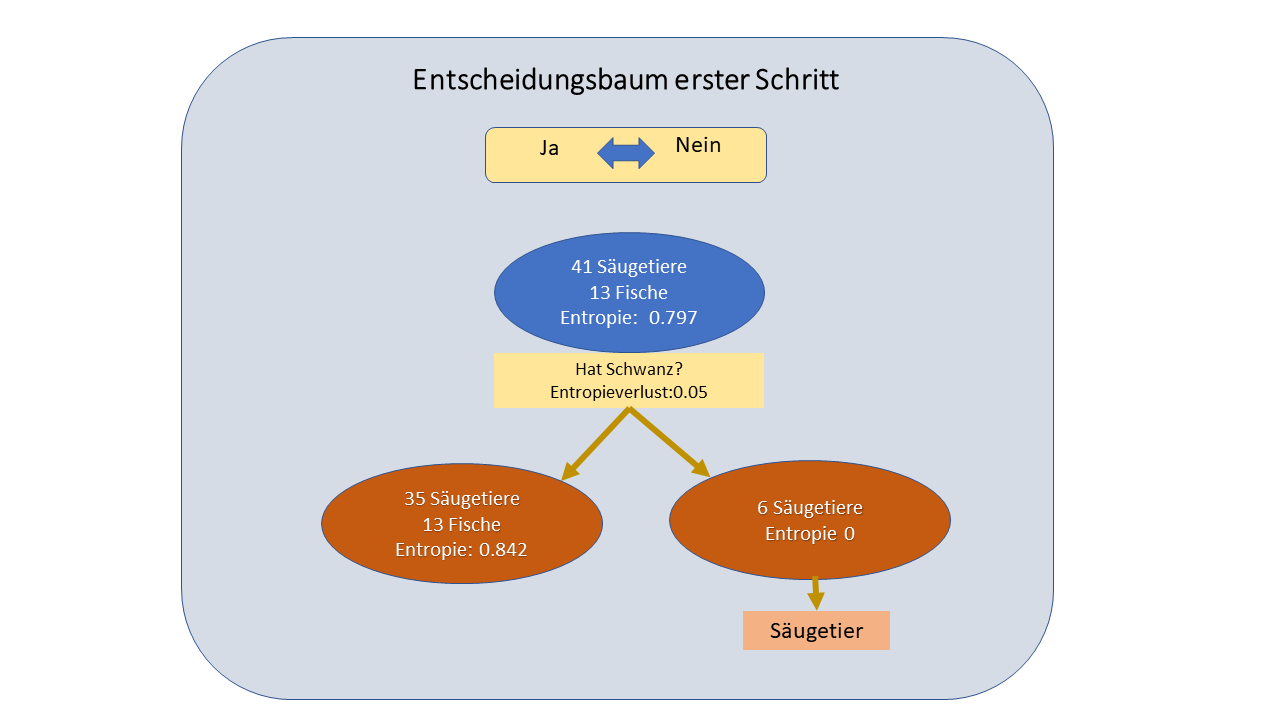 Entscheidungsbaum erster Schritt
Ja
Nein
41 Säugetiere
13 Fische
Entropie: 0.797
Hat Schwanz?
Entropieverlust:0.05
35 Säugetiere
13 Fische
Entropie: 0.842
6 Säugetiere
Entropie 0
Säugetier